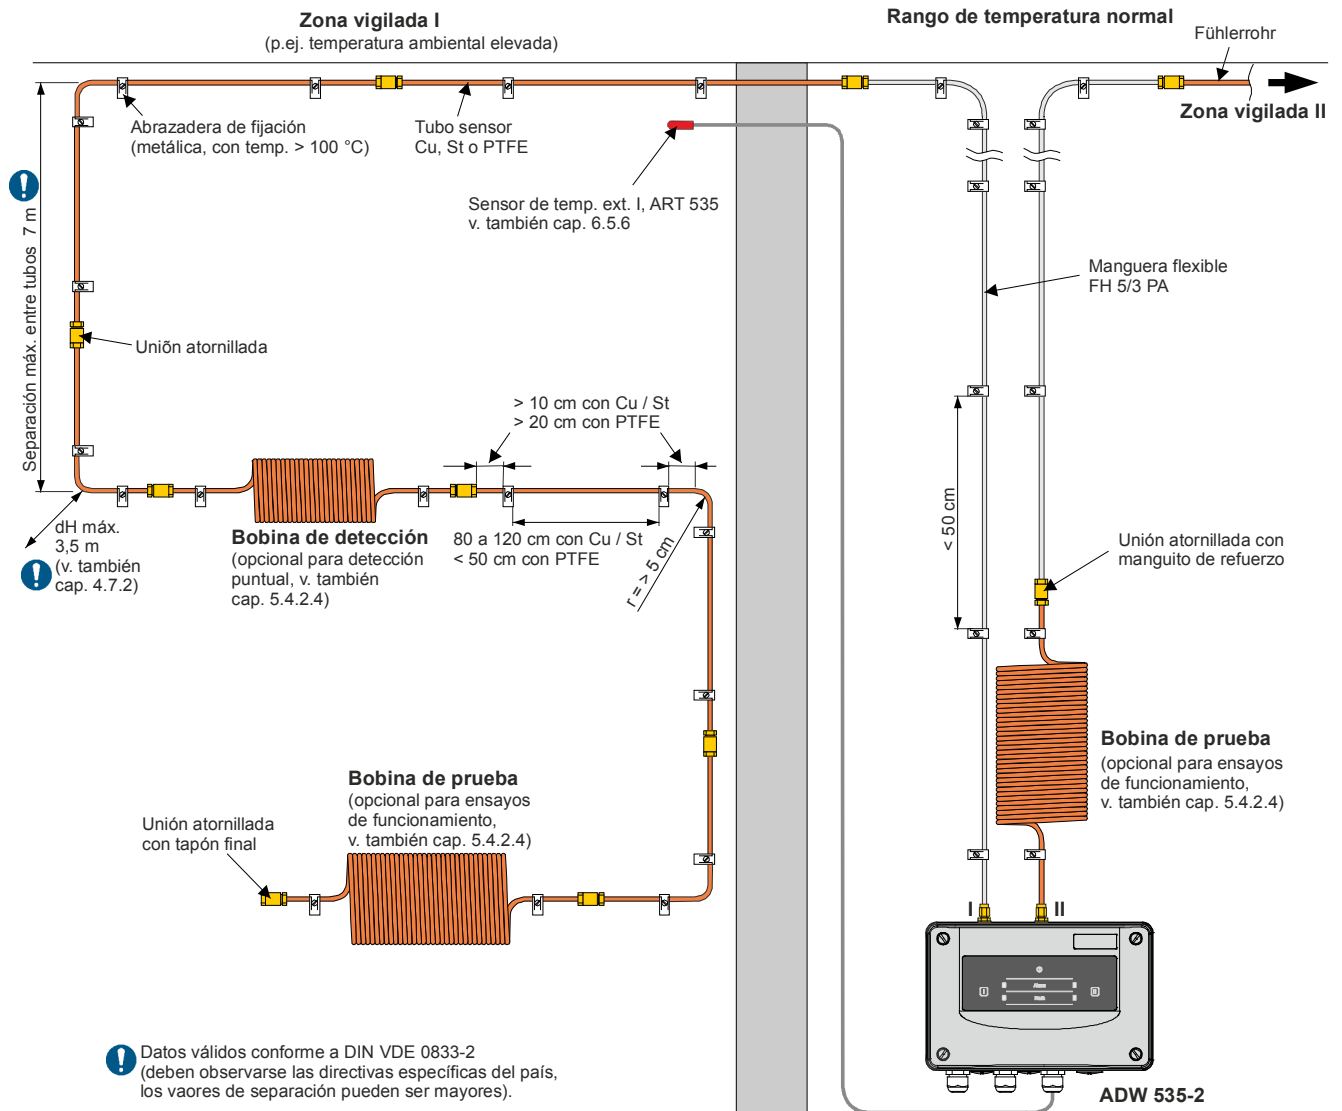 Zona vigilada I
(p.ej. temperatura ambiental elevada)
Rango de temperatura normal
Fühlerrohr
Zona vigilada II
Abrazadera de fijación
(metálica, con temp. > 100 °C)
Tubo sensor
Cu, St o PTFE
Sensor de temp. ext. I, ART 535
v. también cap. 6.5.6
Separación máx. entre tubos 7 m
Manguera flexible
FH 5/3 PA
Uniõn atornillada
> 10 cm con Cu / St
> 20 cm con PTFE
dH máx.
3,5 m
(v. también
cap. 4.7.2)
Bobina de detección
(opcional para detección
puntual, v. también
cap. 5.4.2.4)
80 a 120 cm con Cu / St
< 50 cm con PTFE
r = > 5 cm
< 50 cm
Unión atornillada con
manguito de refuerzo
Bobina de prueba
(opcional para ensayos
de funcionamiento,
v. también cap. 5.4.2.4)
Bobina de prueba
(opcional para ensayos
de funcionamiento,
v. también cap. 5.4.2.4)
Unión atornillada
con tapón final
I
II
Datos válidos conforme a DIN VDE 0833-2
(deben observarse las directivas específicas del país,
los vaores de separación pueden ser mayores).
ADW 535-2